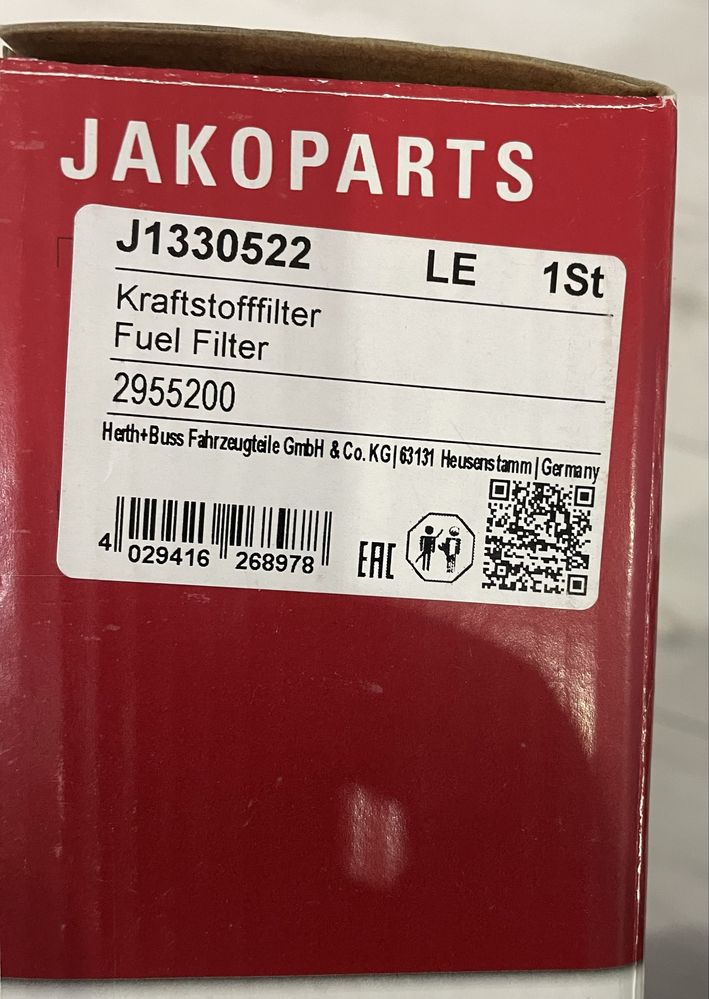 JAKOPARTS
J1330522 LE 1St
Kraftstofffilter
Fuel Filter
2955200
Herth+Buss Fahrzeugteile GmbH & Co. KG | 63131 Heusenstamm | Germany
4 029416 268978
EAC